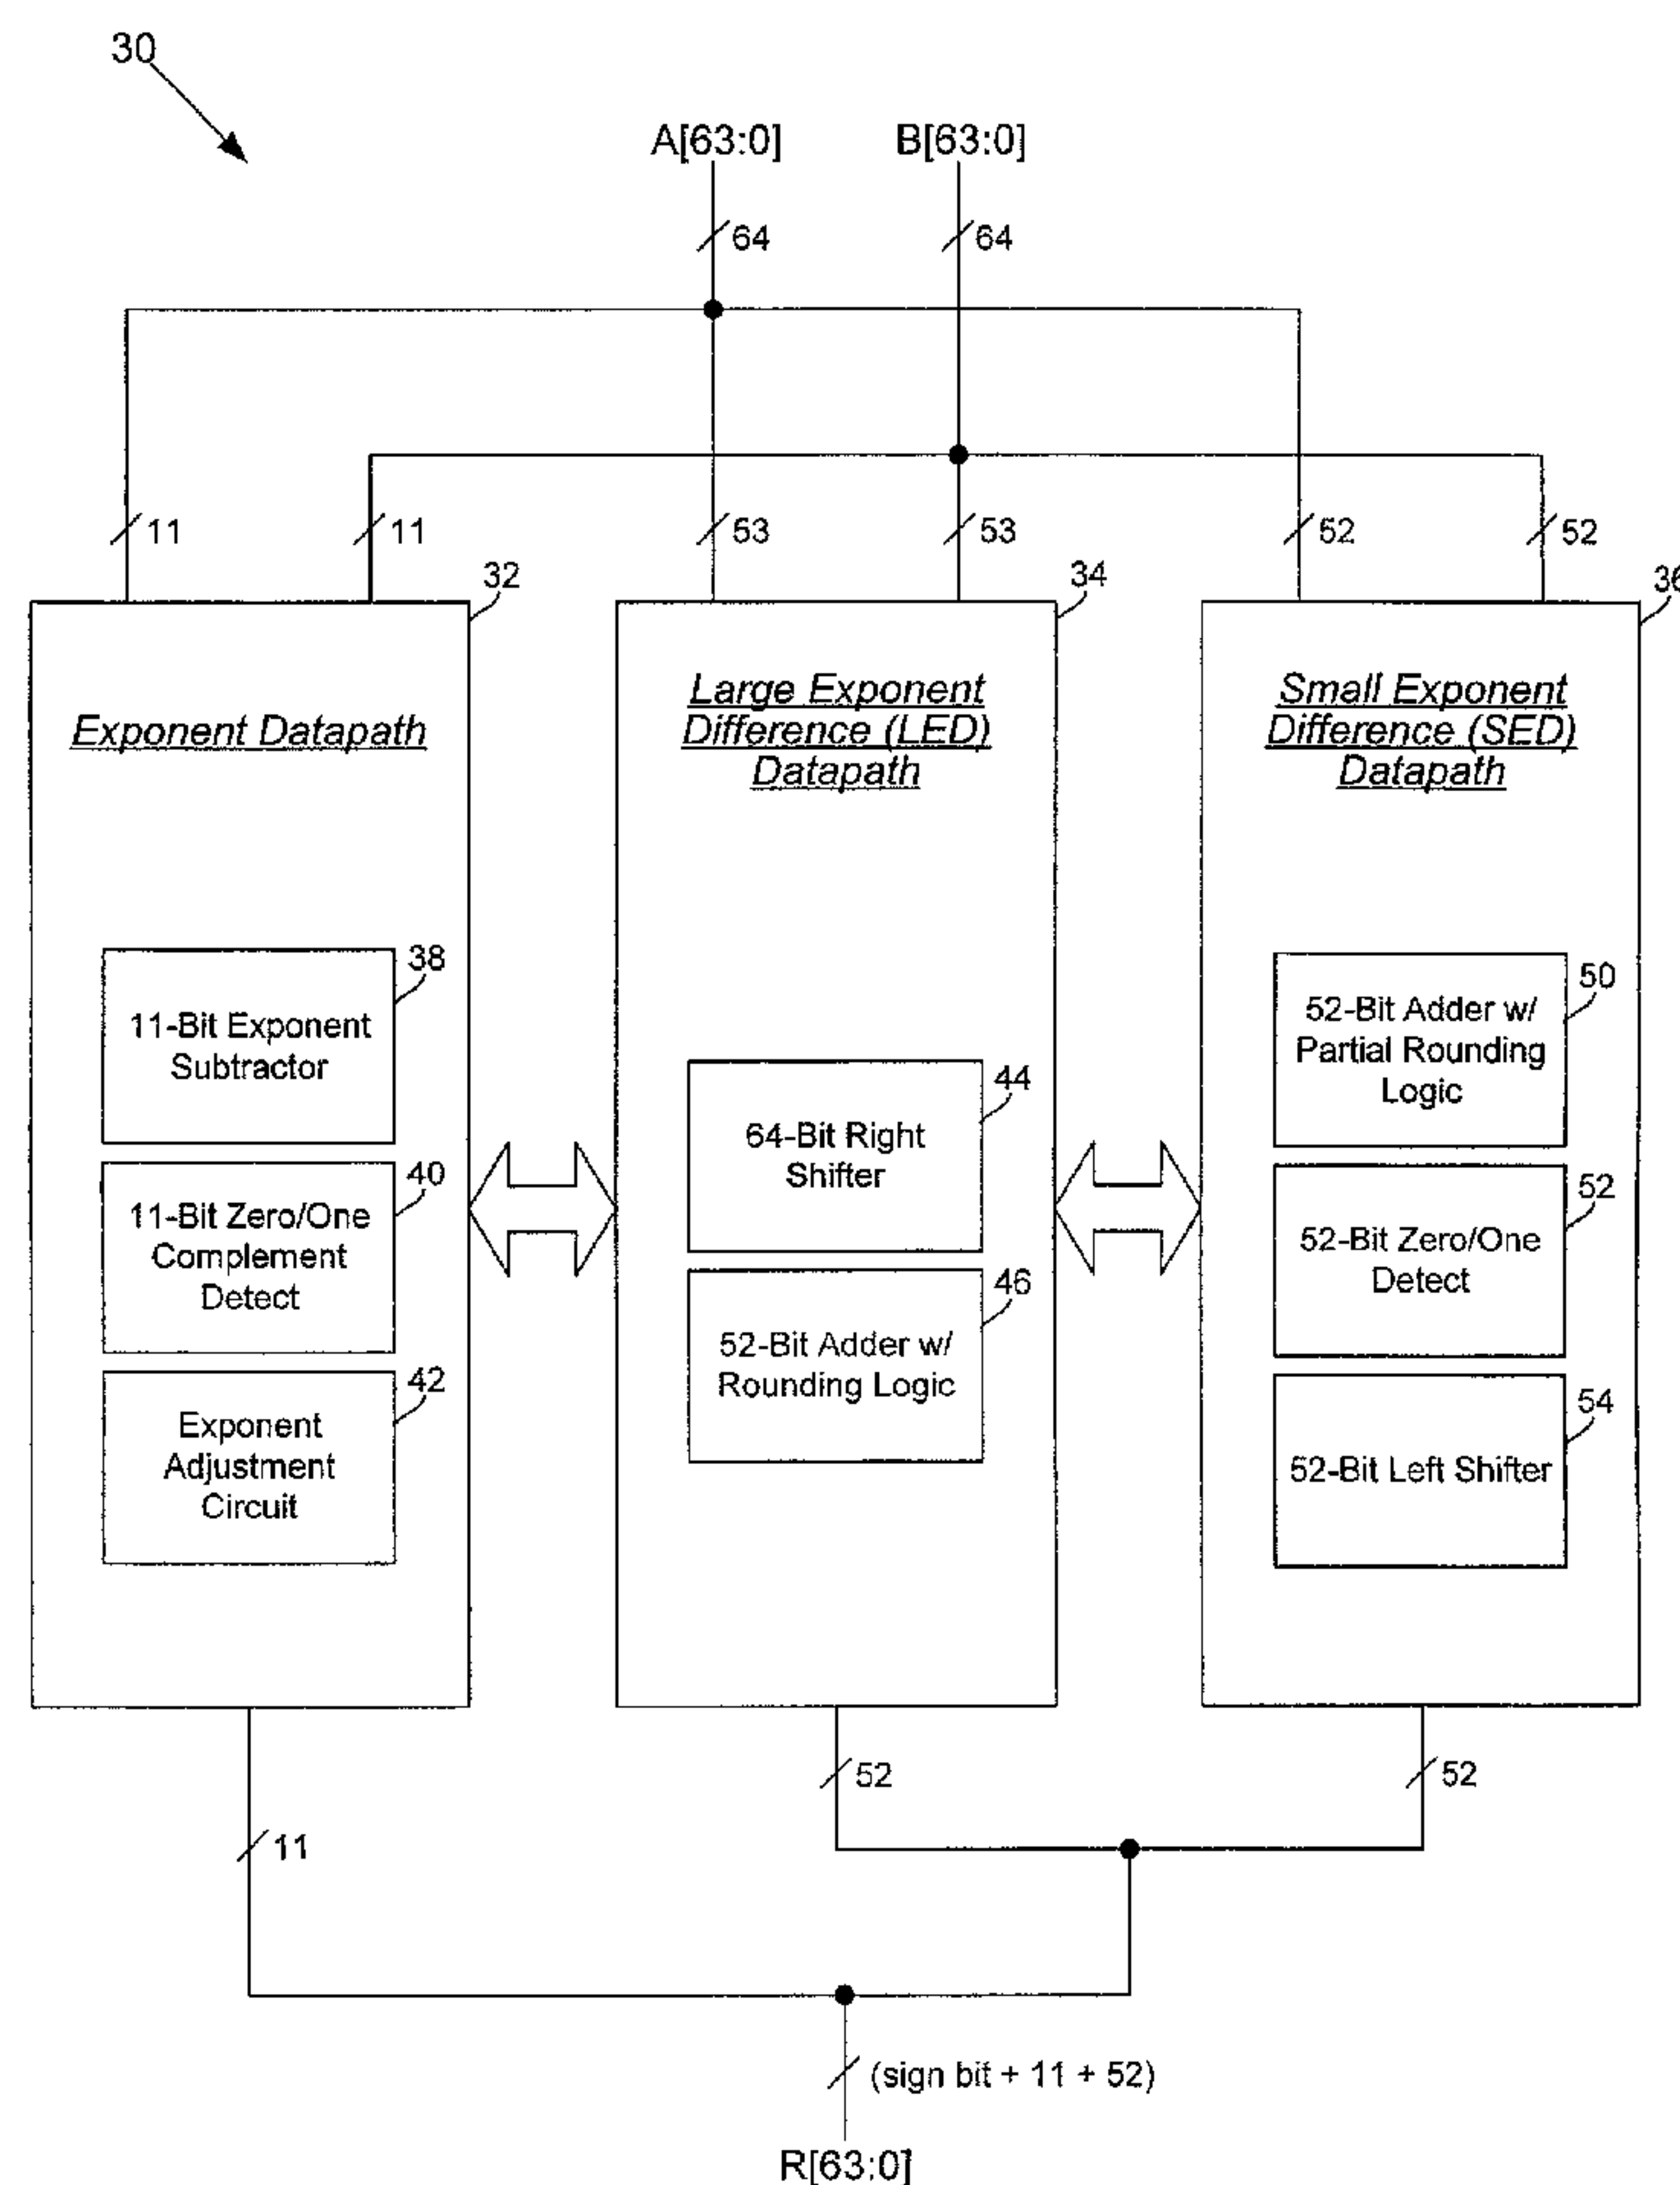 30
A[63:0]
B[63:0]
64
64
11
11
53
53
52
52
32
34
36
Exponent Datapath
Large Exponent
Difference (LED)
Datapath
Small Exponent
Difference (SED)
Datapath
38
11-Bit Exponent
Subtractor
40
11-Bit Zero/One
Complement
Detect
42
Exponent
Adjustment
Circuit
44
64-Bit Right
Shifter
46
52-Bit Adder w/
Rounding Logic
50
52-Bit Adder w/
Partial Rounding
Logic
52
52-Bit Zero/One
Detect
54
52-Bit Left Shifter
52
52
11
(sign bit + 11 + 52)
R[63:0]